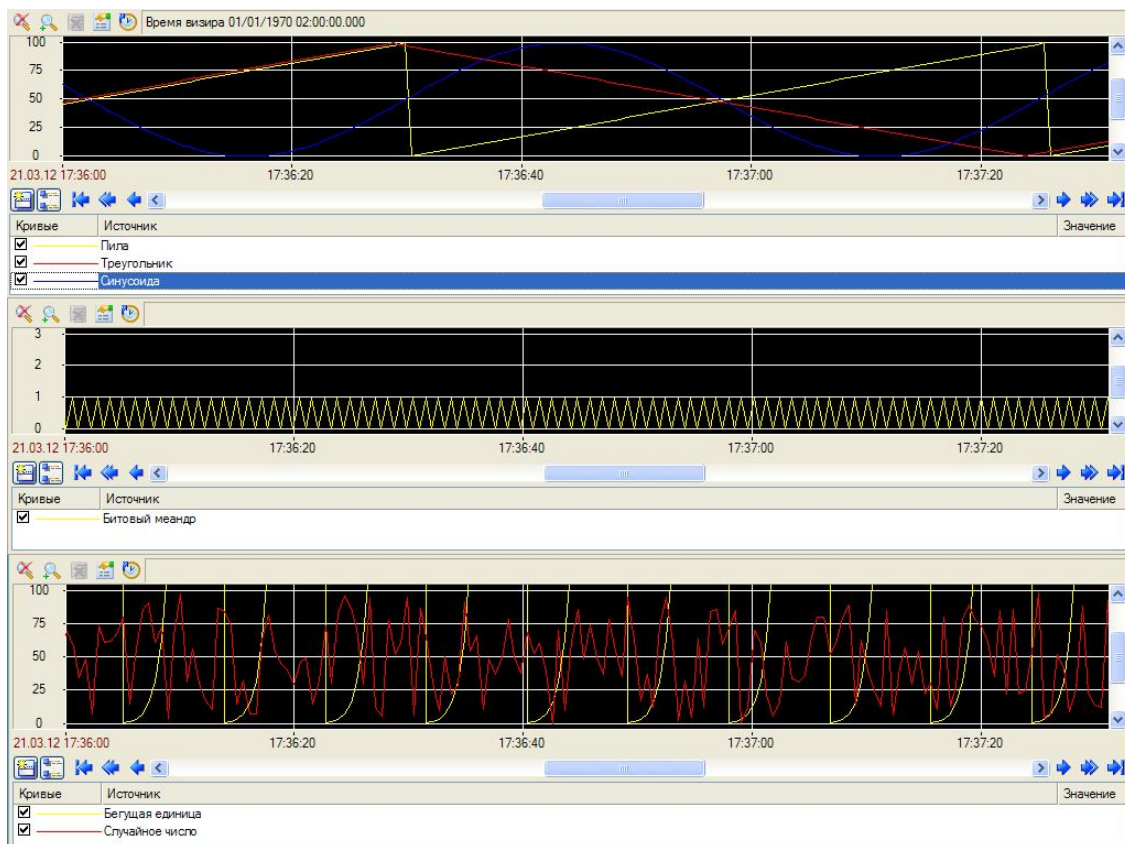 Время визира 01/01/1970 02:00:00.000
100
75
50
25
0
21.03.12 17:36:00 17:36:20 17:36:40 17:37:00 17:37:20
Кривые Источник Значение
Пила
Треугольник
Синусоида
3
2
1
0
21.03.12 17:36:00 17:36:20 17:36:40 17:37:00 17:37:20
Кривые Источник Значение
Битовый меандр
100
75
50
25
0
21.03.12 17:36:00 17:36:20 17:36:40 17:37:00 17:37:20
Кривые Источник Значение
Бегущая единица
Случайное число